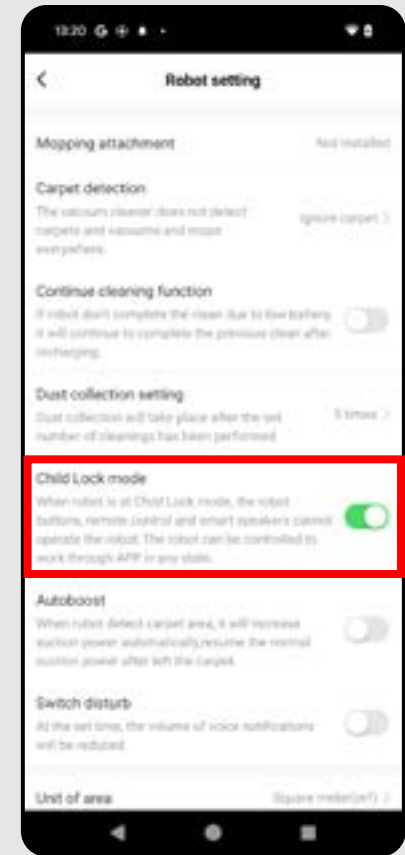 13:20
Robot setting
Mopping attachment
Not installed
Carpet detection
The vacuum cleaner does not detect
carpets and vacuums and mops
everywhere.
Ignore carpet
Continue cleaning function
If robot don't complete the clean due to low battery,
it will continue to complete the previous clean after
recharging.
Dust collection setting
Dust collection will take place after the set
number of cleanings has been performed
5 times
Child Lock mode
When robot is at Child Lock mode, the robot
buttons, remote control and smart speakers cannot
operate the robot. The robot can be controlled to
work through APP in any state.
Autoboost
When robot detect carpet area, it will increase
suction power automatically,resume the normal
suction power after left the carpet.
Switch disturb
At the set time, the volume of voice notifications
will be reduced.
Unit of area
Square meter(㎡)